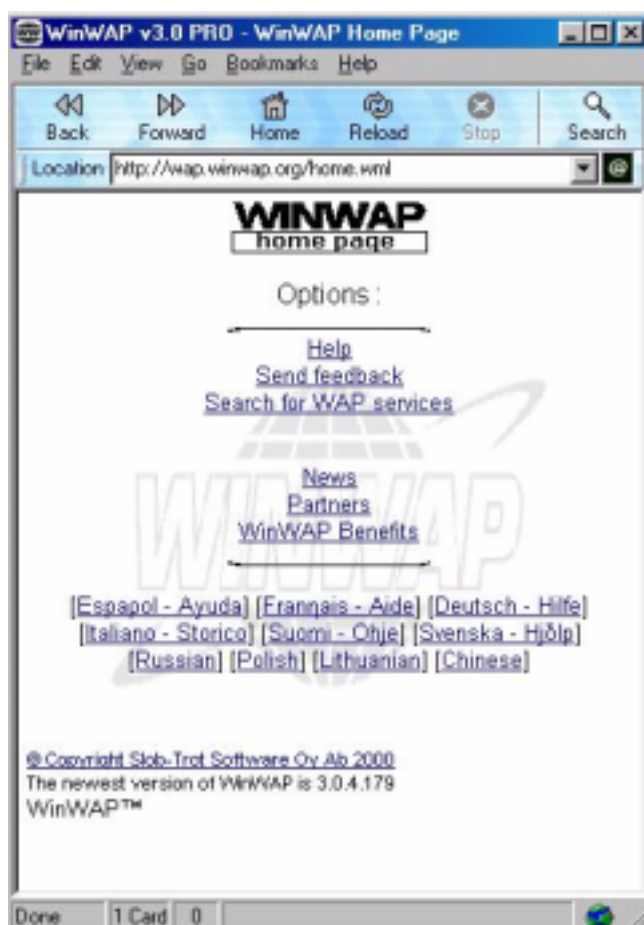 WinWAP v3.0 PRO - WinWAP Home Page
File Edit View Go Bookmarks Help
Back Forward Home Reload Stop Search
Location http://wap.winwap.org/home.wml @
WINWAP
home page
Options :
Help
Send feedback
Search for WAP services
WINWAP
News
Partners
WinWAP Benefits
[Espapol - Ayuda] [Franņais - Aide] [Deutsch - Hilfe]
[Italiano - Storico] [Suomi - Ohje] [Svenska - Hjõlp]
[Russian] [Polish] [Lithuanian] [Chinese]
© Copyright Slob-Trot Software Oy Ab 2000
The newest version of WinWAP is 3.0.4.179
WinWAP™
Done 1 Card 0